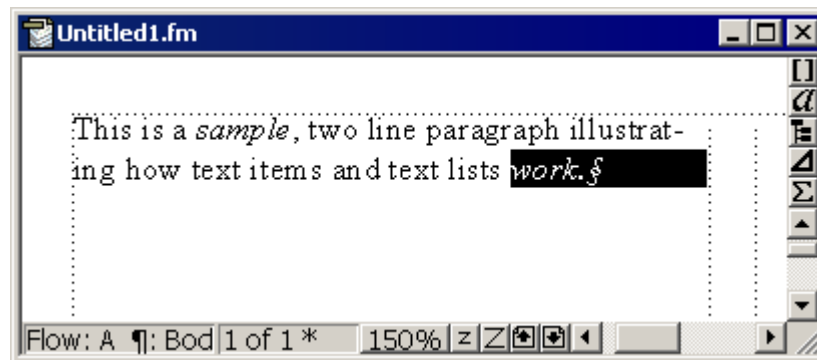 Untitled1.fm
This is a sample, two line paragraph illustrat-
ing how text items and text lists work.§
Flow: A ¶: Bod 1 of 1 * 150% z Z